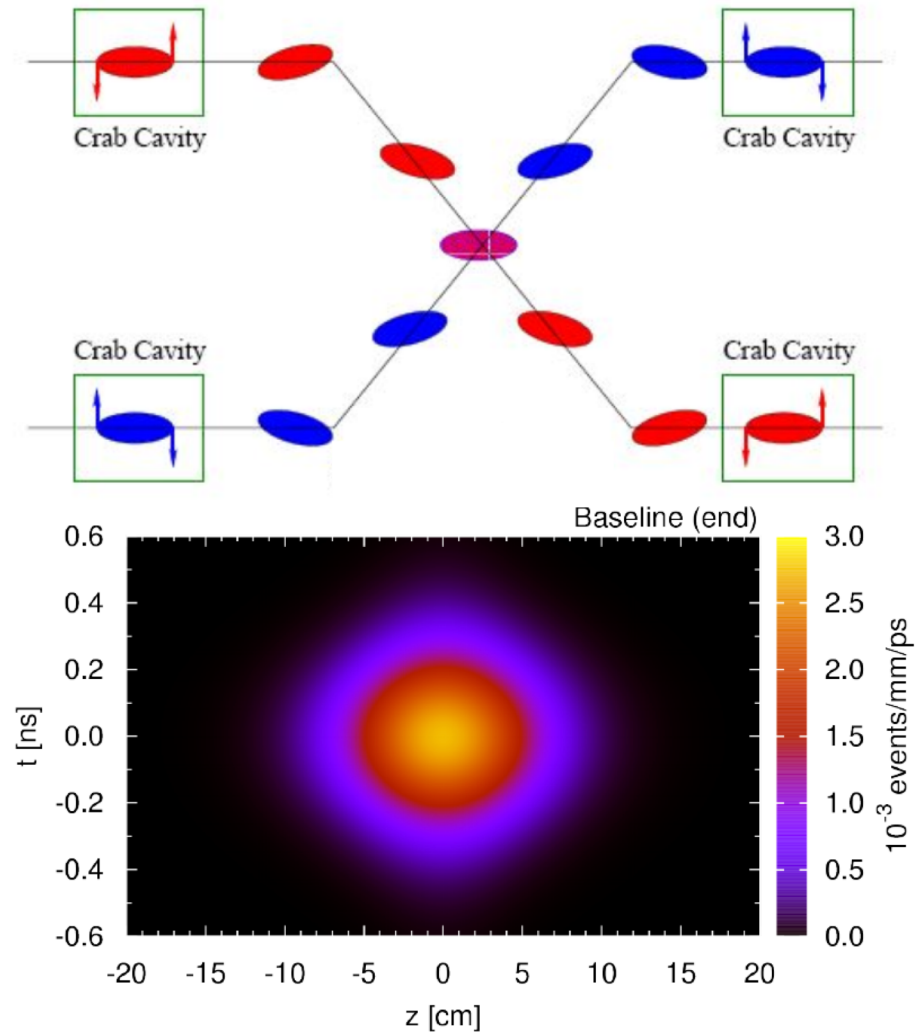 Crab Cavity Crab Cavity
Crab Cavity Crab Cavity
Baseline (end)
0.6 3.0
0.4 2.5
0.2 2.0
0.0 1.5
-0.2 1.0
-0.4 0.5
-0.6 0.0
t [ns]
10⁻³ events/mm/ps
-20 -15 -10 -5 0 5 10 15 20
z [cm]